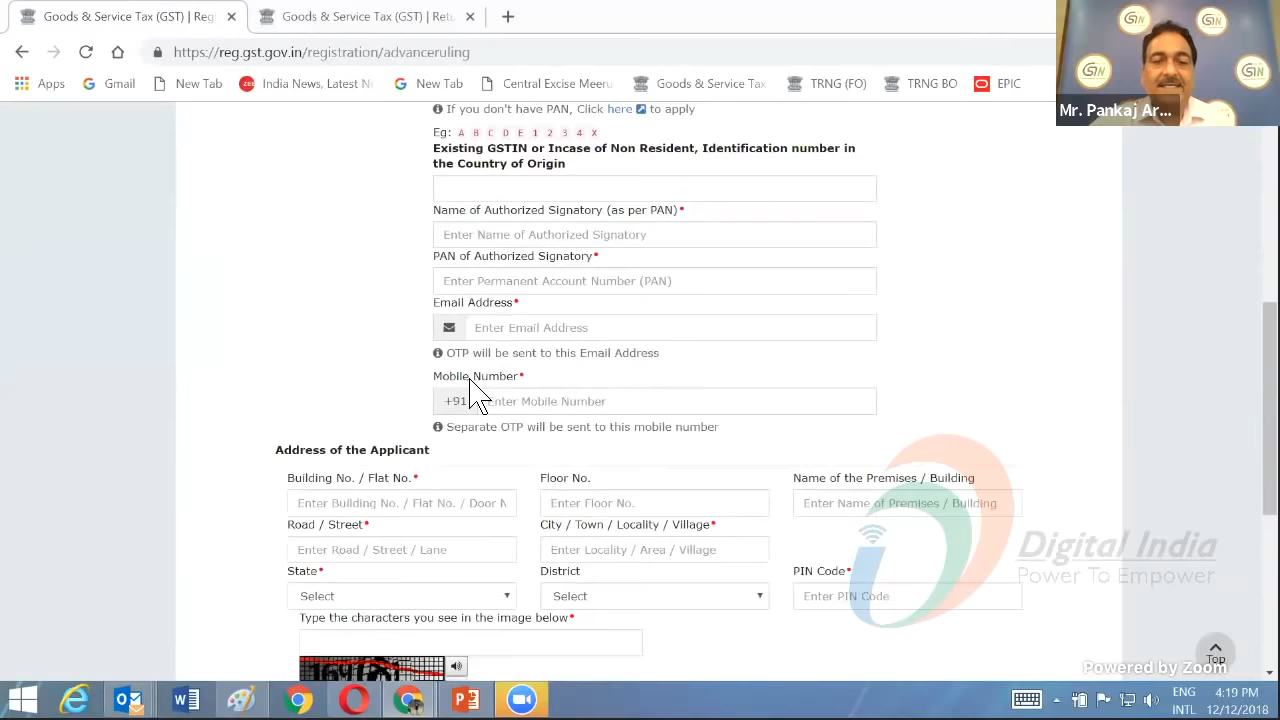 Goods & Service Tax (GST) | Reg
Goods & Service Tax (GST) | Retu
https://reg.gst.gov.in/registration/advanceruling
Apps
Gmail
New Tab
India News, Latest N
New Tab
Central Excise Meeru
Goods & Service Tax
TRNG (FO)
TRNG BO
EPIC
Mr. Pankaj Ar...
If you don't have PAN, Click here to apply
Eg: A B C D E 1 2 3 4 X
Existing GSTIN or Incase of Non Resident, Identification number in
the Country of Origin
Name of Authorized Signatory (as per PAN)*
Enter Name of Authorized Signatory
PAN of Authorized Signatory*
Enter Permanent Account Number (PAN)
Email Address*
Enter Email Address
OTP will be sent to this Email Address
Mobile Number*
+91 Enter Mobile Number
Separate OTP will be sent to this mobile number
Address of the Applicant
Building No. / Flat No.* Floor No. Name of the Premises / Building
Enter Building No. / Flat No. / Door N Enter Floor No. Enter Name of Premises / Building
Road / Street* City / Town / Locality / Village*
Enter Road / Street / Lane Enter Locality / Area / Village
Digital India
Power To Empower
State* District PIN Code*
Select Select Enter PIN Code
Type the characters you see in the image below*
Top
Powered by Zoom
ENG 4:19 PM
INTL 12/12/2018